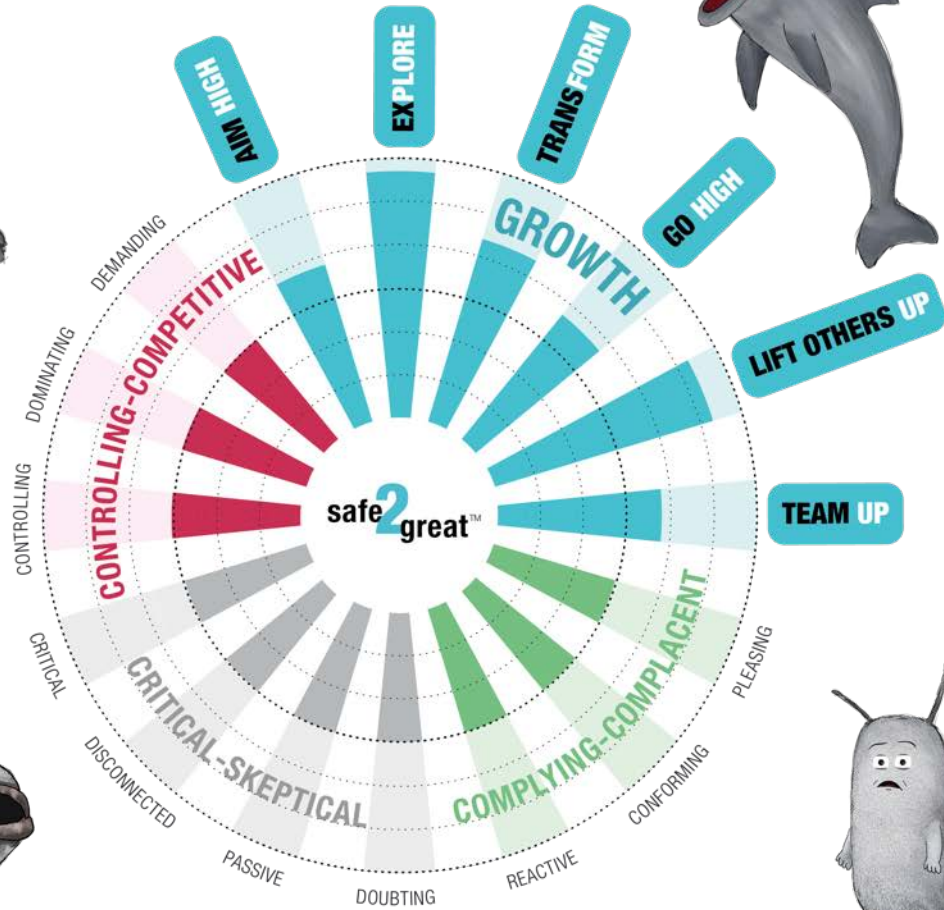 AIM HIGH
EXPLORE
TRANSFORM
GO HIGH
LIFT OTHERS UP
TEAM UP
GROWTH
DEMANDING
DOMINATING
CONTROLLING
CONTROLLING-COMPETITIVE
safe2great™
CRITICAL
DISCONNECTED
PASSIVE
DOUBTING
CRITICAL-SKEPTICAL
REACTIVE
CONFORMING
PLEASING
COMPLYING-COMPLACENT